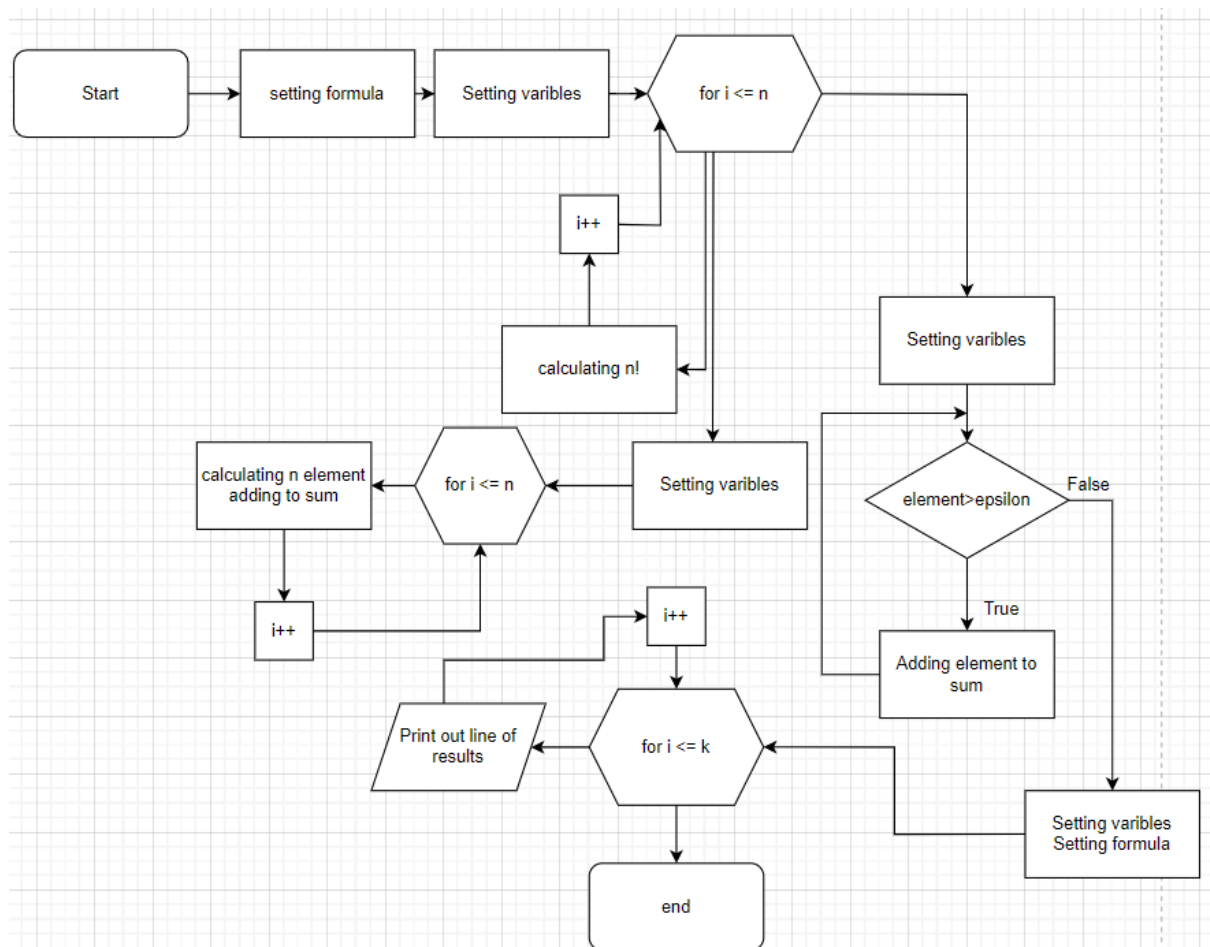 Start
setting formula
Setting varibles
for i <= n
i++
calculating n!
Setting varibles
Setting varibles
for i <= n
calculating n element
adding to sum
i++
element>epsilon
False
True
Adding element to
sum
i++
Print out line of
results
for i <= k
Setting varibles
Setting formula
end